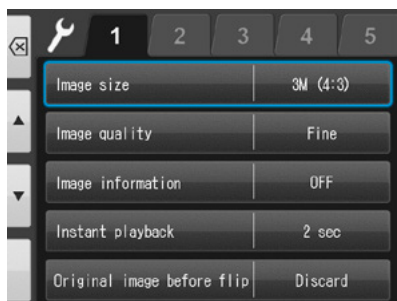 1 2 3 4 5
Image size 3M (4:3)
Image quality Fine
Image information OFF
Instant playback 2 sec
Original image before flip Discard